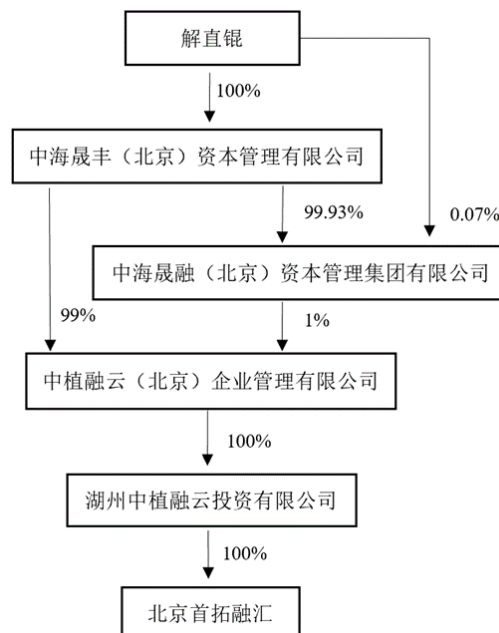 解直锟
100%
中海晟丰（北京）资本管理有限公司
99.93%
0.07%
中海晟融（北京）资本管理集团有限公司
99%
1%
中植融云（北京）企业管理有限公司
100%
湖州中植融云投资有限公司
100%
北京首拓融汇